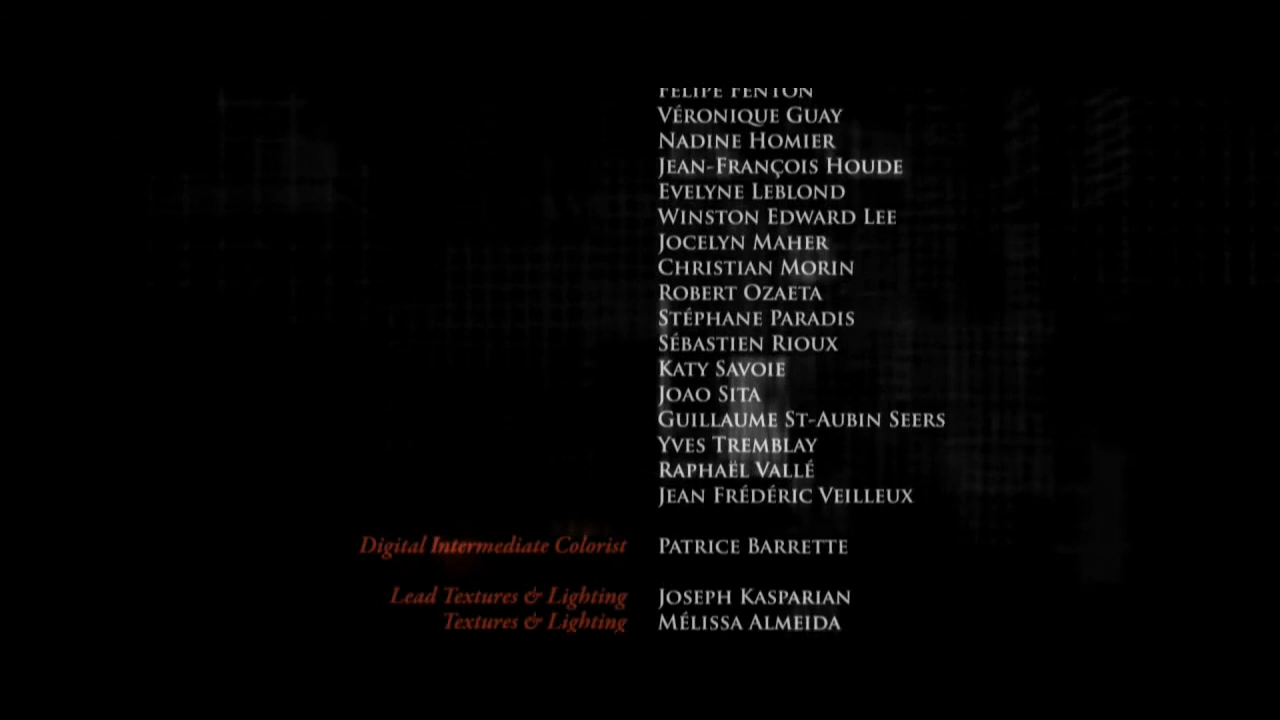 FELIPE FENTON
VÉRONIQUE GUAY
NADINE HOMIER
JEAN-FRANÇOIS HOUDE
EVELYNE LEBLOND
WINSTON EDWARD LEE
JOCELYN MAHER
CHRISTIAN MORIN
ROBERT OZAETA
STÉPHANE PARADIS
SÉBASTIEN RIOUX
KATY SAVOIE
JOAO SITA
GUILLAUME ST-AUBIN SEERS
YVES TREMBLAY
RAPHAËL VALLÉ
JEAN FRÉDÉRIC VEILLEUX
Digital Intermediate Colorist PATRICE BARRETTE
Lead Textures & Lighting JOSEPH KASPARIAN
Textures & Lighting MÉLISSA ALMEIDA